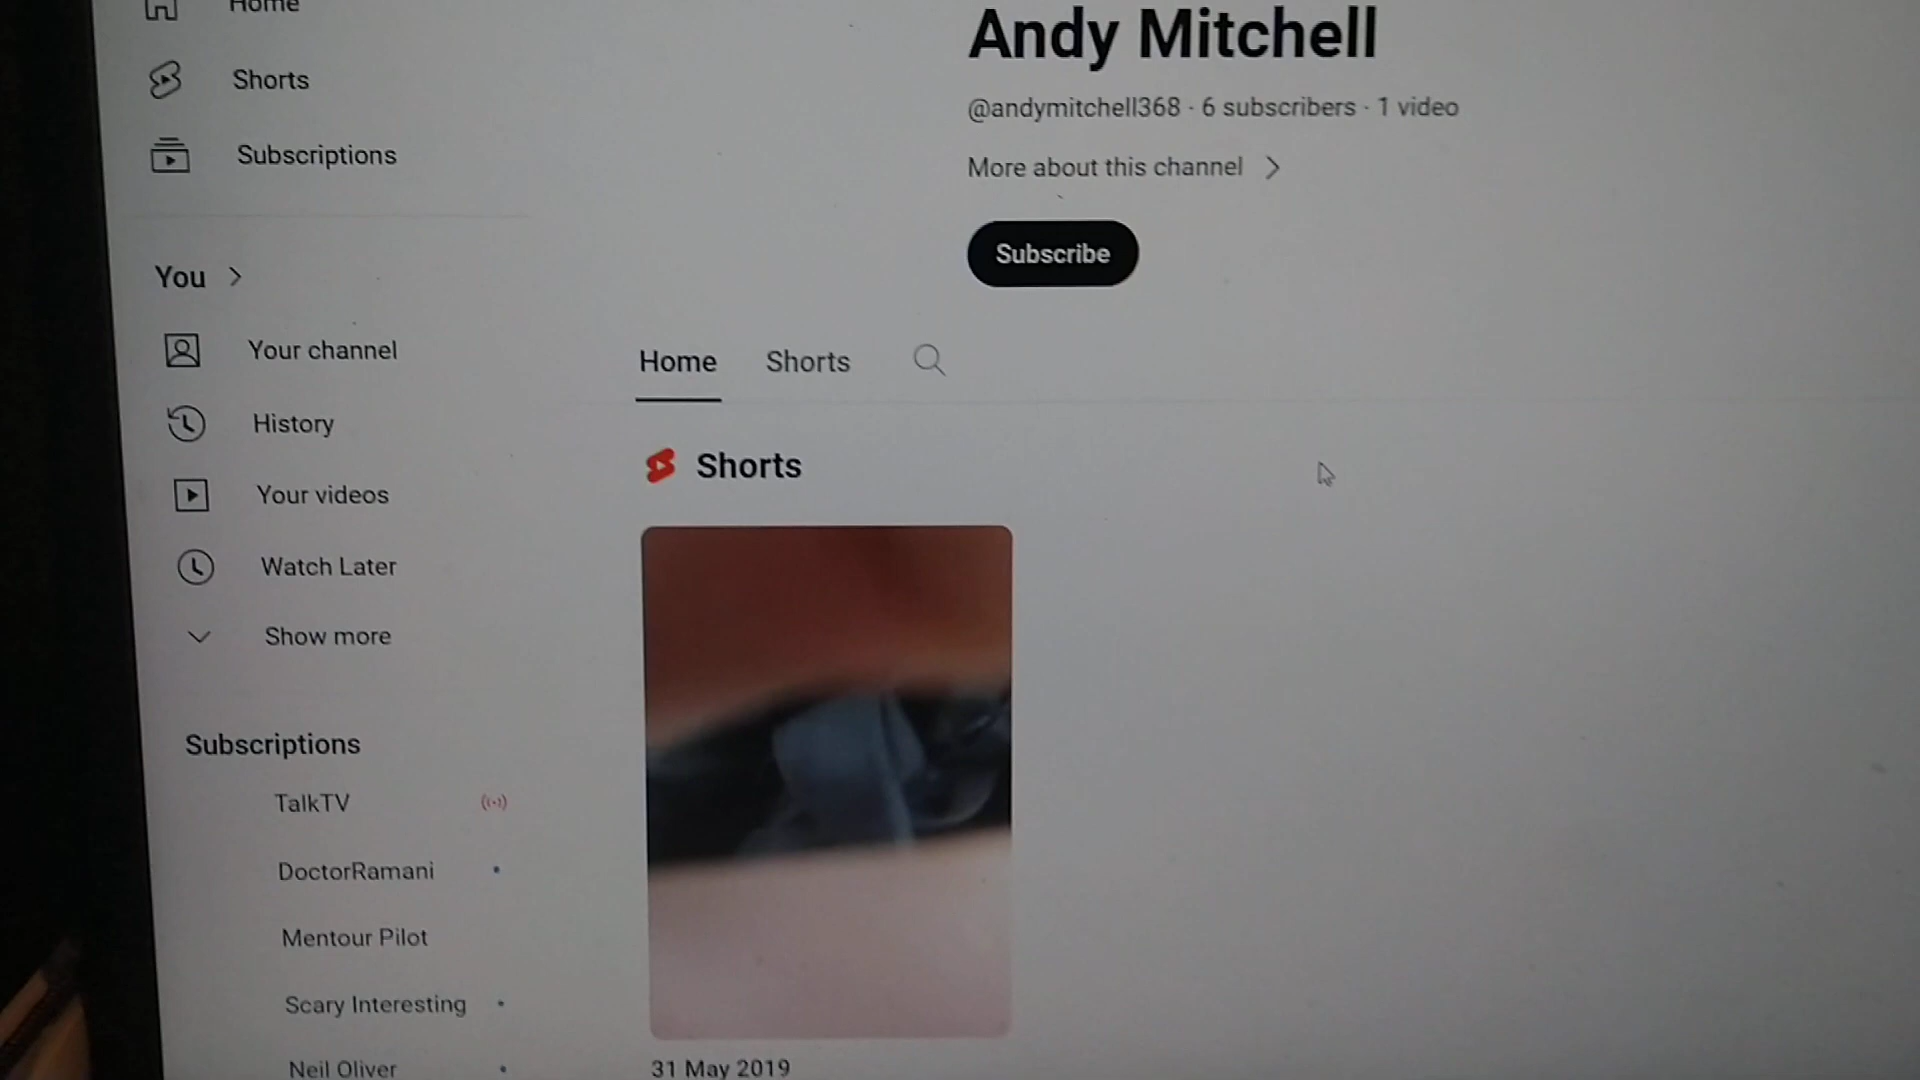 Home
Shorts
Subscriptions
You
Your channel
History
Your videos
Watch Later
Show more
Subscriptions
TalkTV
DoctorRamani
Mentour Pilot
Scary Interesting
Neil Oliver
Andy Mitchell
@andymitchell368 · 6 subscribers · 1 video
More about this channel
Subscribe
Home Shorts
Shorts
31 May 2019